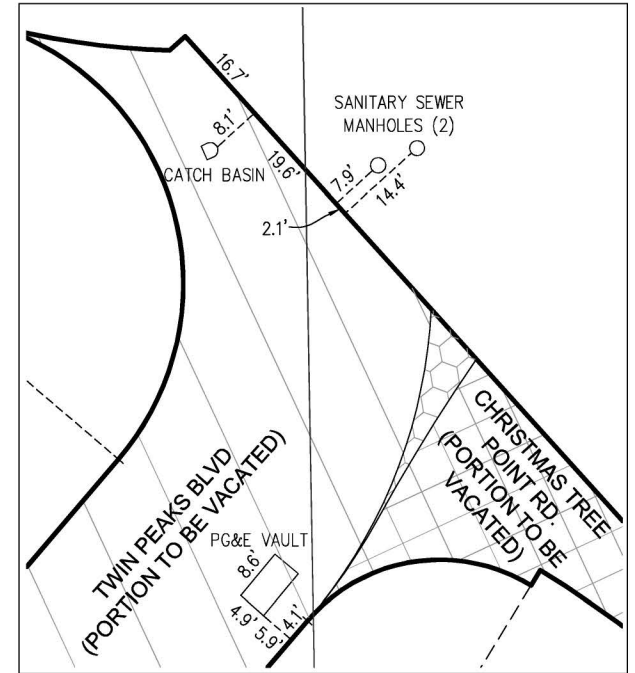 16.7'
SANITARY SEWER
MANHOLES (2)
8.1'
CATCH BASIN
19.6'
7.9'
14.4'
2.1'
CHRISTMAS TREE
POINT RD.
(PORTION TO BE
VACATED)
TWIN PEAKS BLVD
(PORTION TO BE VACATED)
PG&E VAULT
8.6'
4.9'
5.9'
4.1'